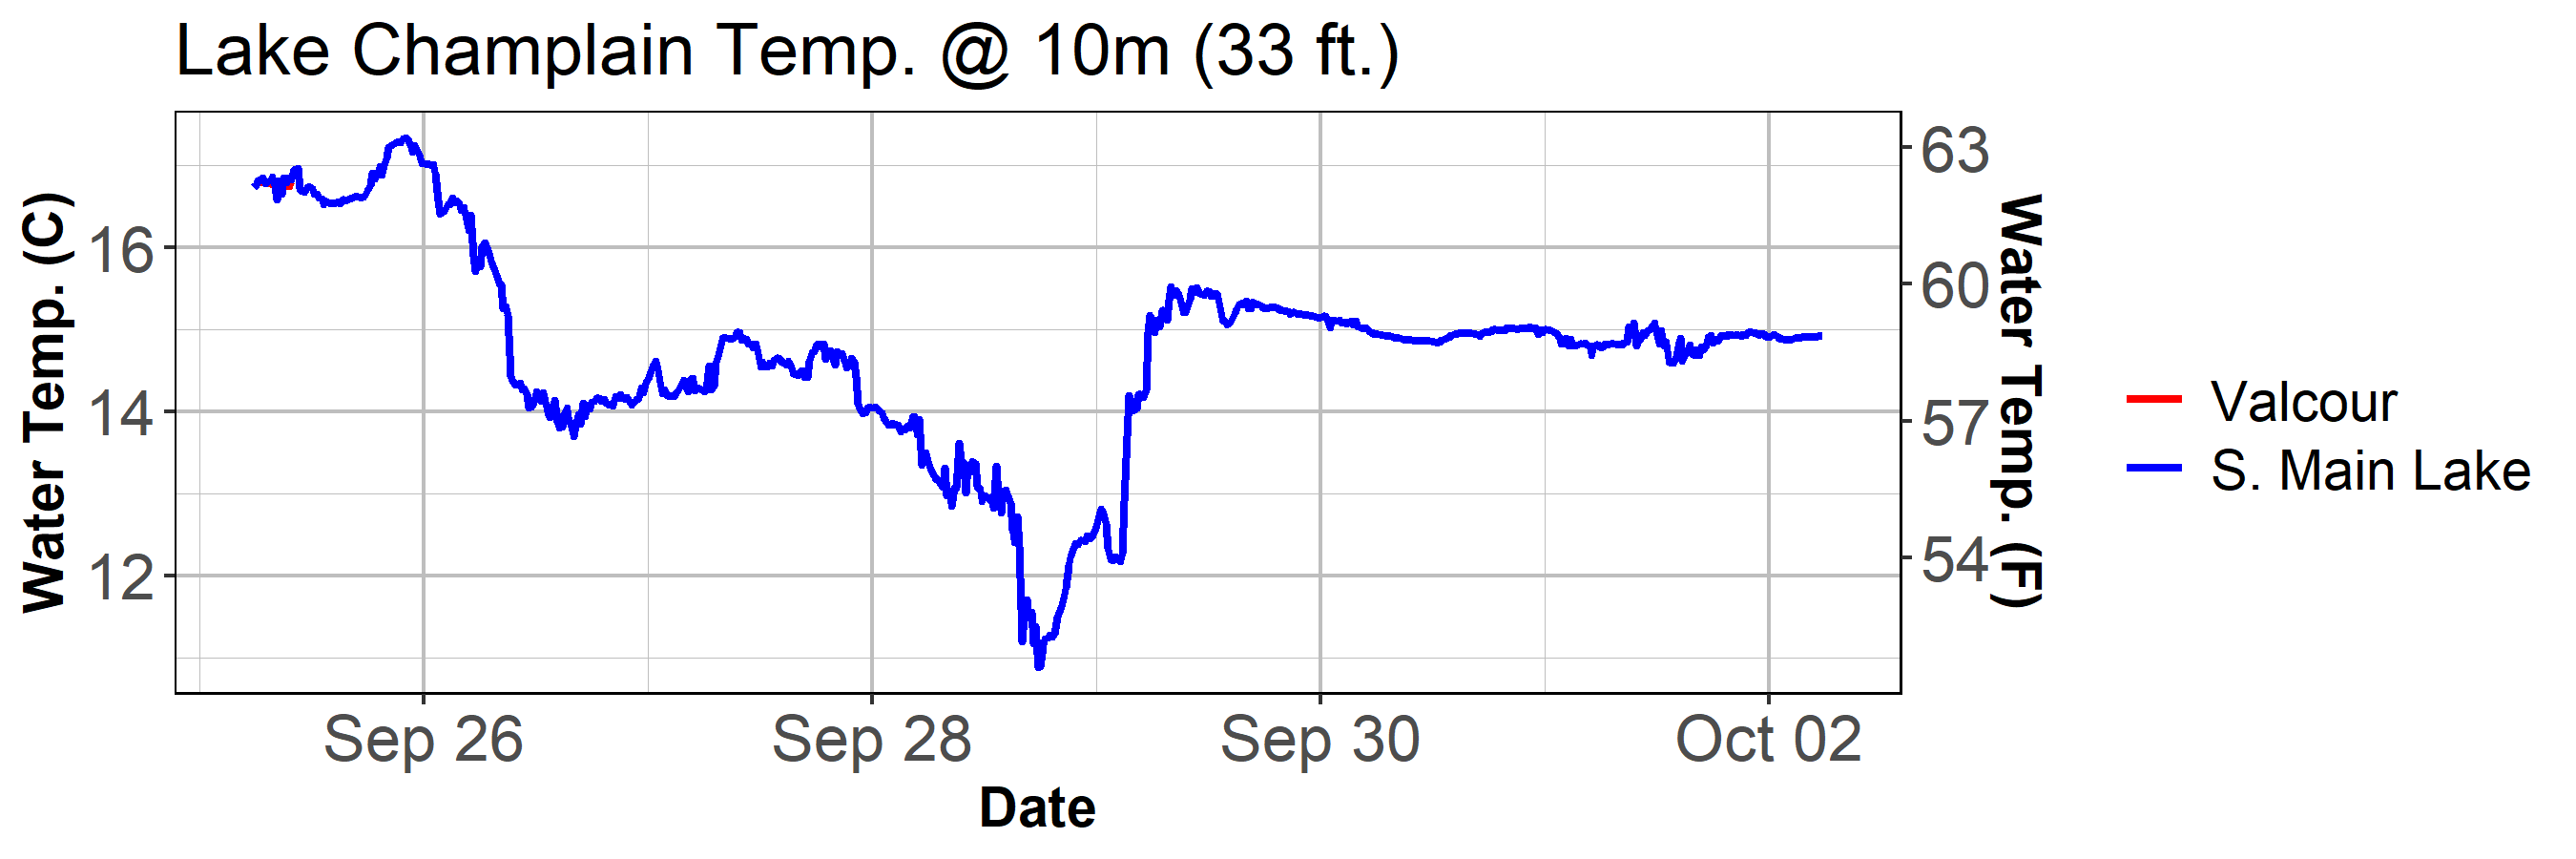 Lake Champlain Temp. @ 10m (33 ft.)
Water Temp. (C)
16
14
12
63
60
57
54
Water Temp. (F)
Sep 26
Sep 28
Sep 30
Oct 02
Date
Valcour
S. Main Lake